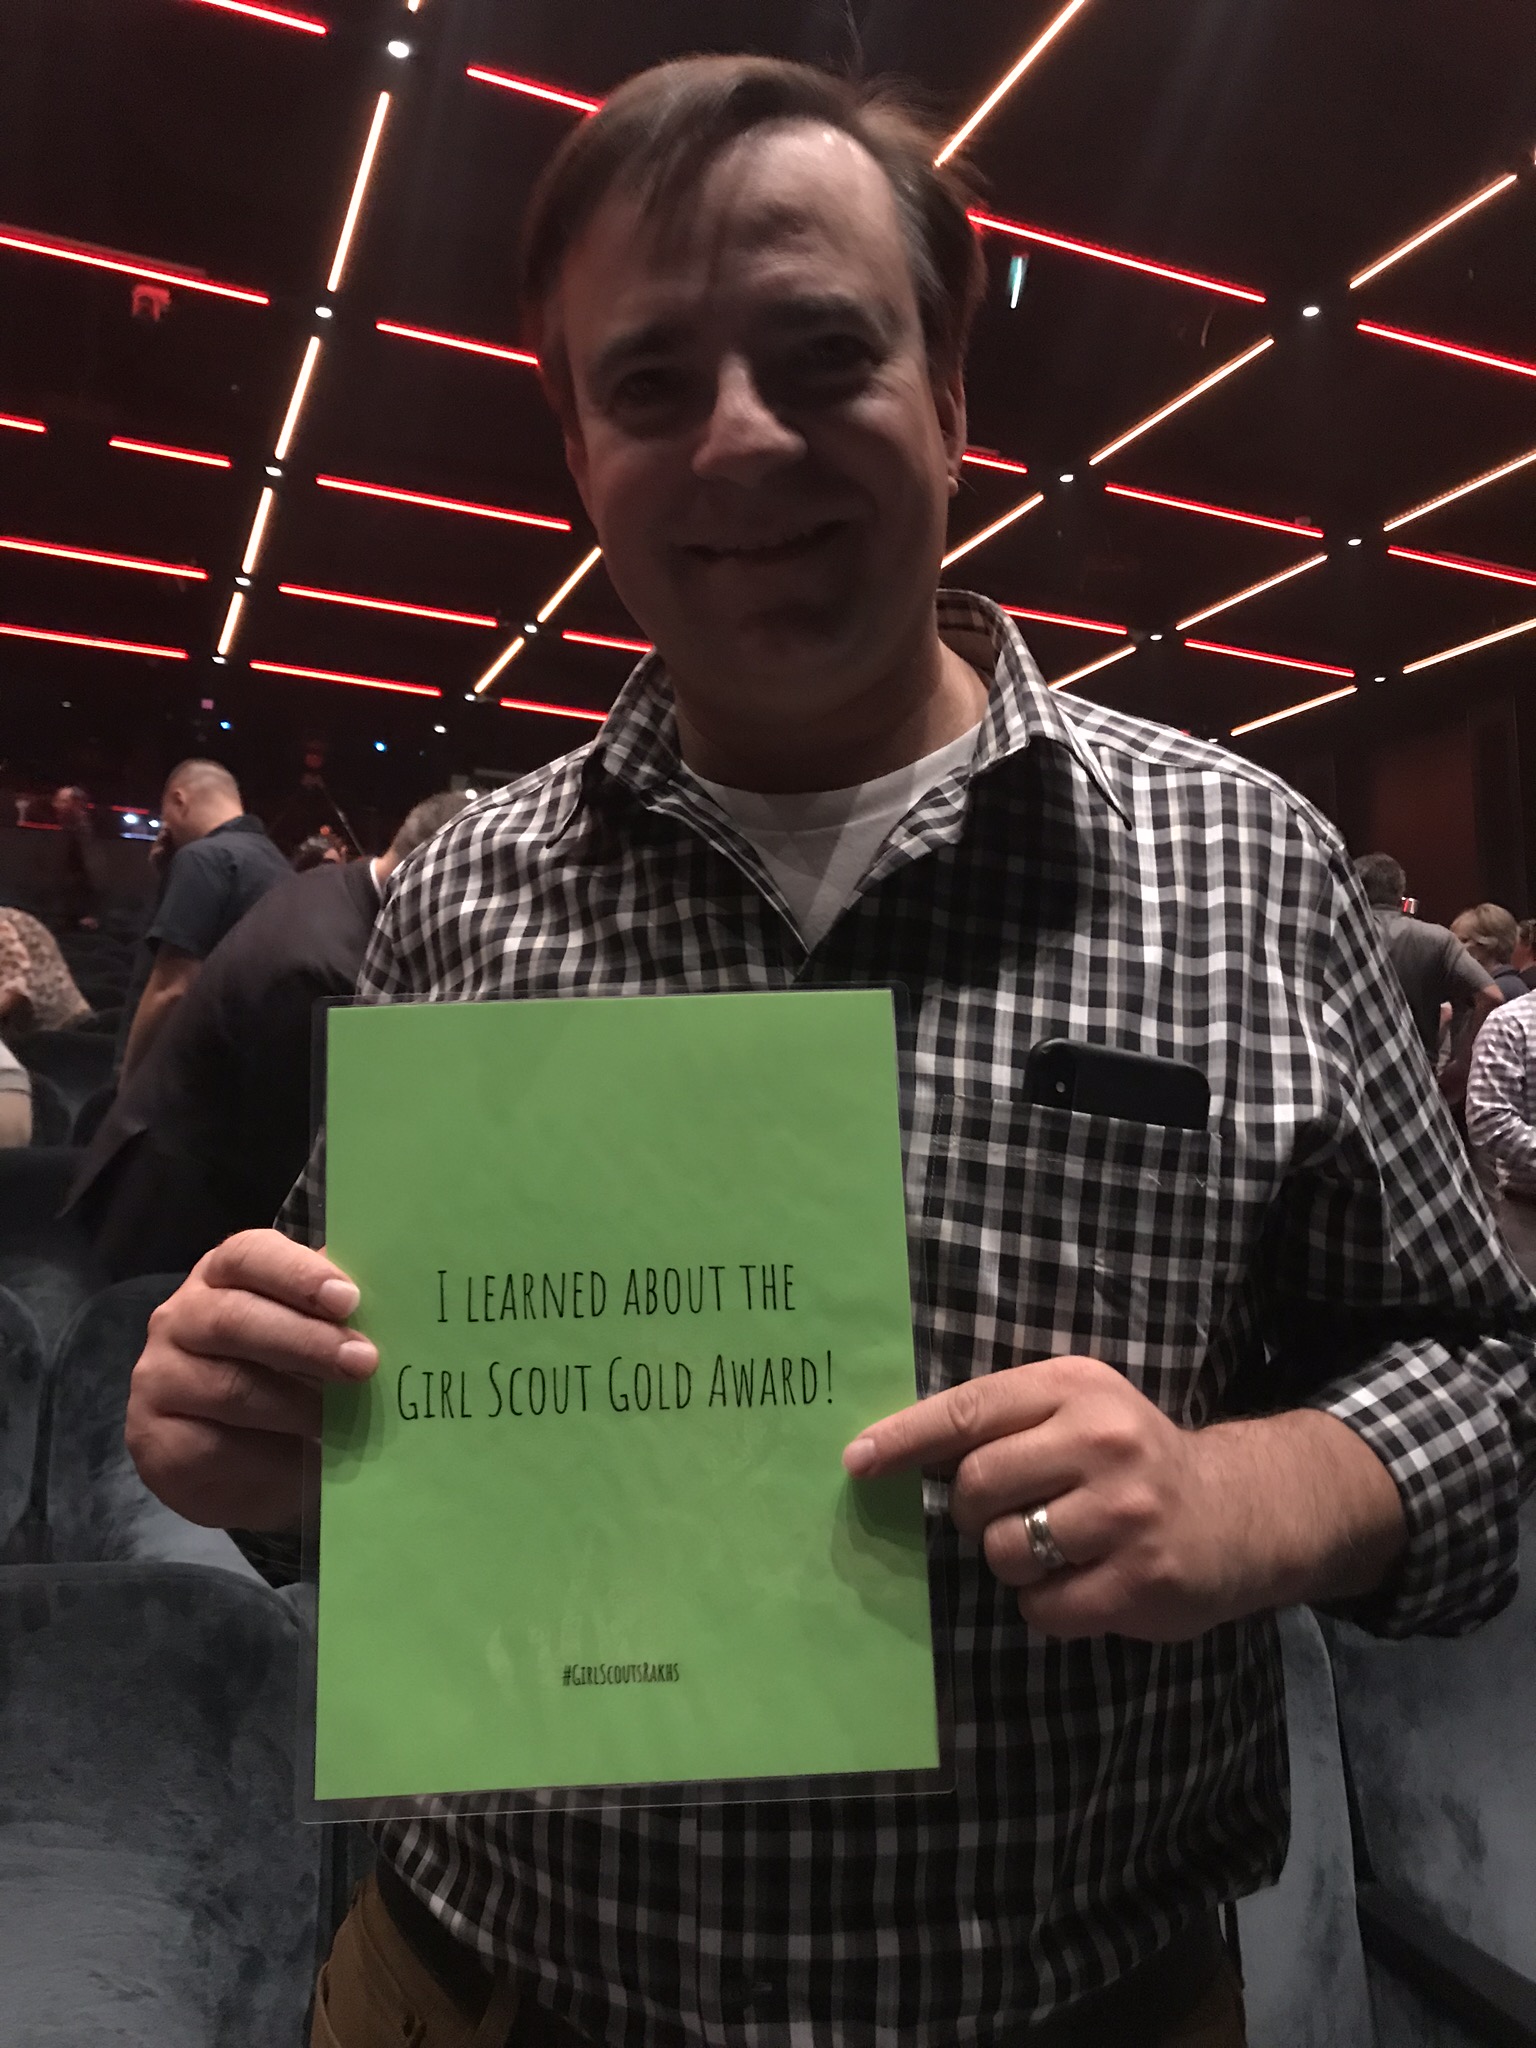 I LEARNED ABOUT THE
GIRL SCOUT GOLD AWARD!
#GIRLSCOUTSRAKHS